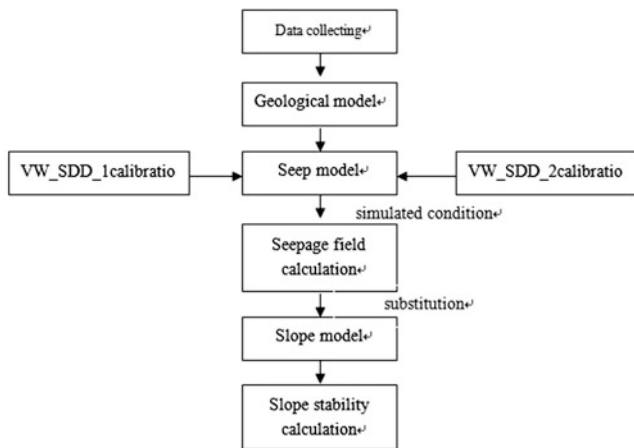 Data collecting↵
Geological model↵
VW_SDD_1calibratio
Seep model↵
VW_SDD_2calibratio
simulated condition↵
Seepage field
calculation↵
substitution↵
Slope model↵
Slope stability
calculation↵